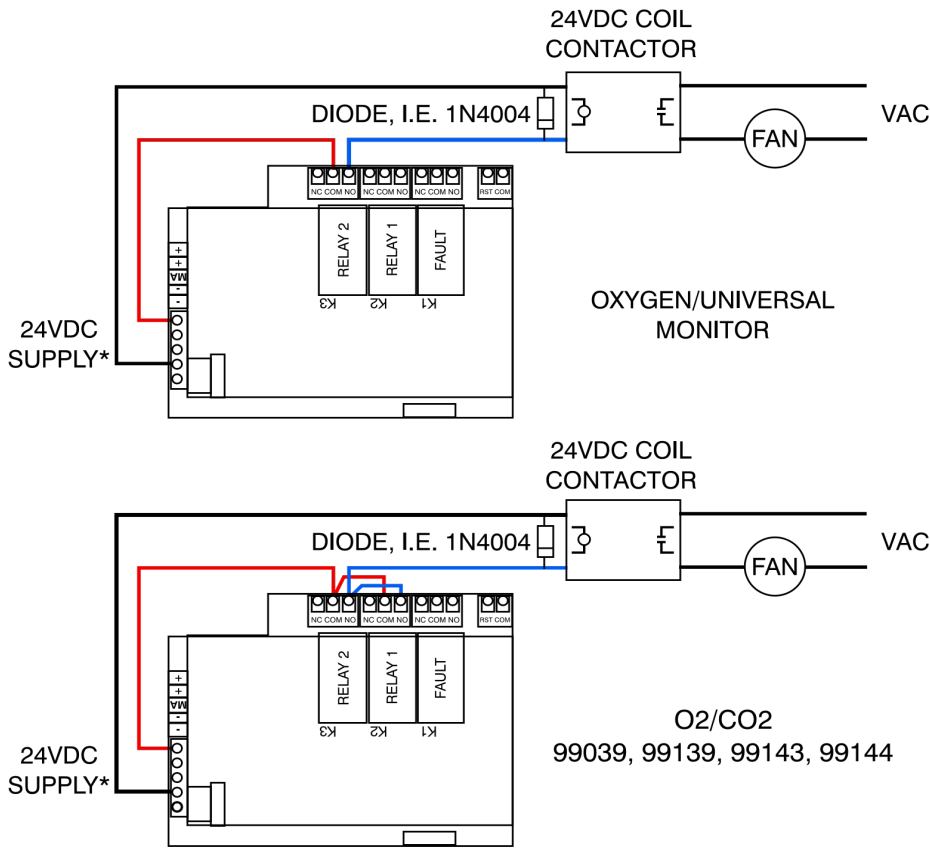 24VDC COIL
CONTACTOR
DIODE, I.E. 1N4004
VAC
FAN
NC COM NO NC COM NO NC COM NO RST COM
RELAY 2
RELAY 1
FAULT
K3
K2
K1
+
+
MA
-
-
24VDC
SUPPLY*
OXYGEN/UNIVERSAL
MONITOR
24VDC COIL
CONTACTOR
DIODE, I.E. 1N4004
VAC
FAN
NC COM NO NC COM NO NC COM NO RST COM
RELAY 2
RELAY 1
FAULT
K3
K2
K1
+
+
MA
-
-
24VDC
SUPPLY*
O2/CO2
99039, 99139, 99143, 99144